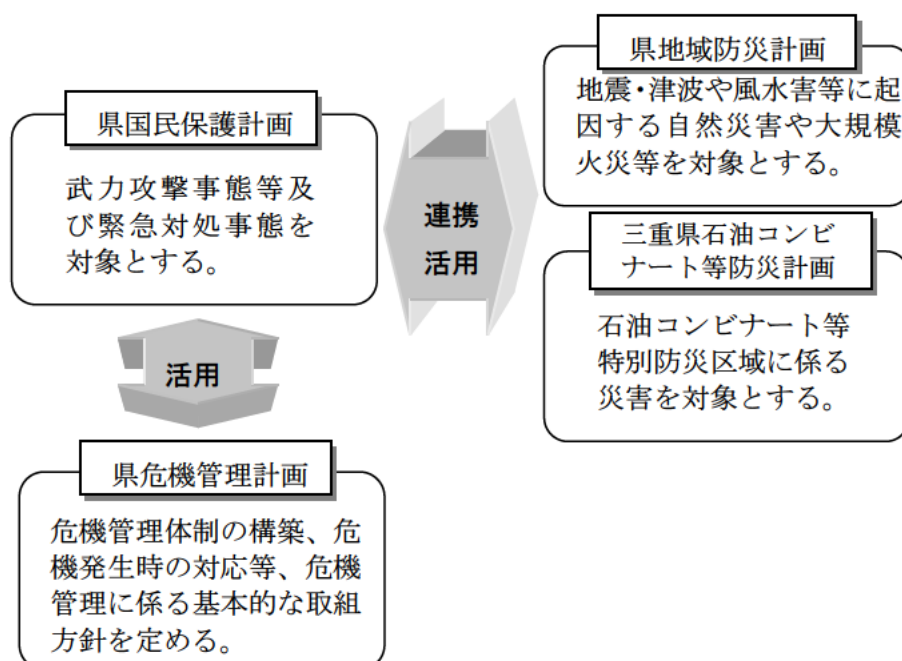 県国民保護計画
武力攻撃事態等及
び緊急対処事態を
対象とする。
連携
活用
県地域防災計画
地震・津波や風水害等に起
因する自然災害や大規模
火災等を対象とする。
三重県石油コンビ
ナート等防災計画
石油コンビナート等
特別防災区域に係る
災害を対象とする。
活用
県危機管理計画
危機管理体制の構築、危
機発生時の対応等、危機
管理に係る基本的な取組
方針を定める。